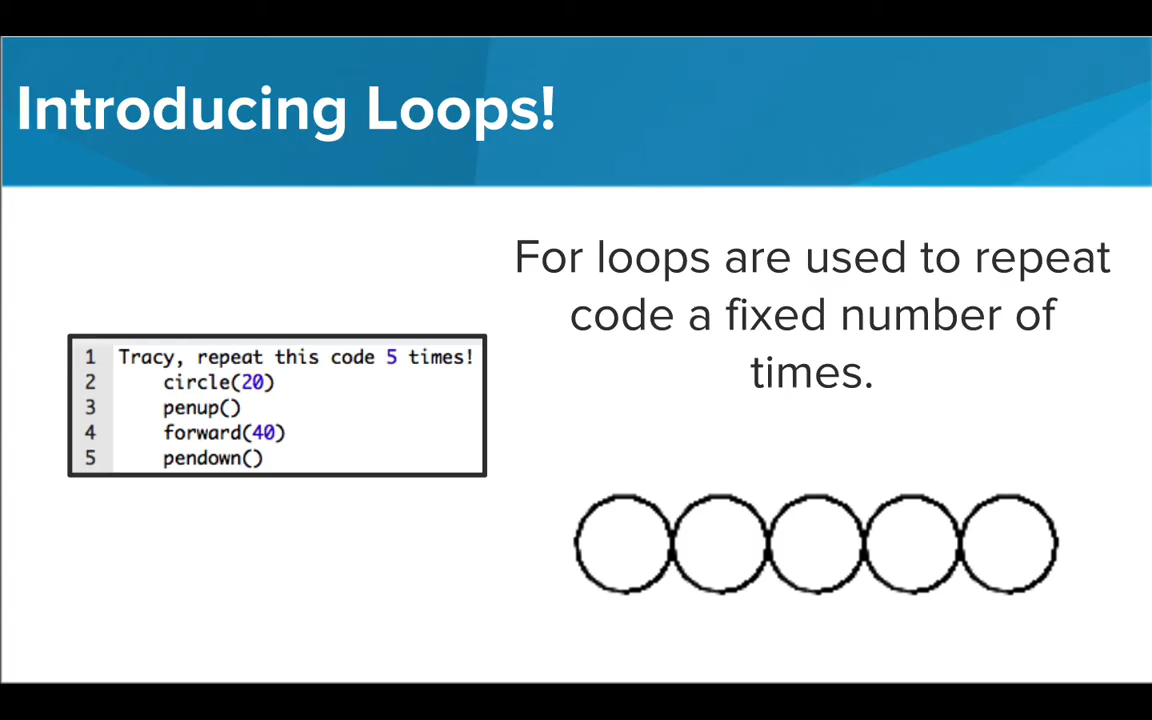 Introducing Loops!
For loops are used to repeat
code a fixed number of
times.
1 Tracy, repeat this code 5 times!
2 circle(20)
3 penup()
4 forward(40)
5 pendown()